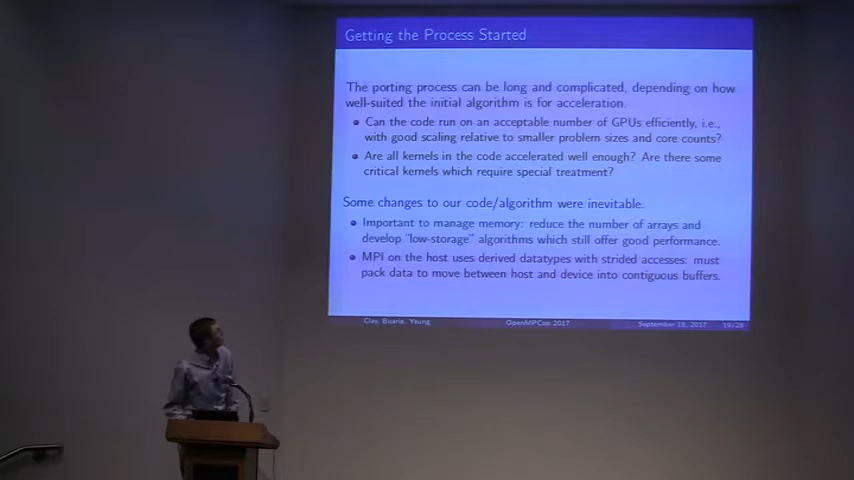 Getting the Process Started
The porting process can be long and complicated, depending on how
well-suited the initial algorithm is for acceleration.
Can the code run on an acceptable number of GPUs efficiently, i.e.,
with good scaling relative to smaller problem sizes and core counts?
Are all kernels in the code accelerated well enough? Are there some
critical kernels which require special treatment?
Some changes to our code/algorithm were inevitable.
Important to manage memory: reduce the number of arrays and
develop "low-storage" algorithms which still offer good performance.
MPI on the host uses derived datatypes with strided accesses: must
pack data to move between host and device into contiguous buffers.
Clay, Buaria, Yeung OpenMPCon 2017 September 18, 2017 19/28